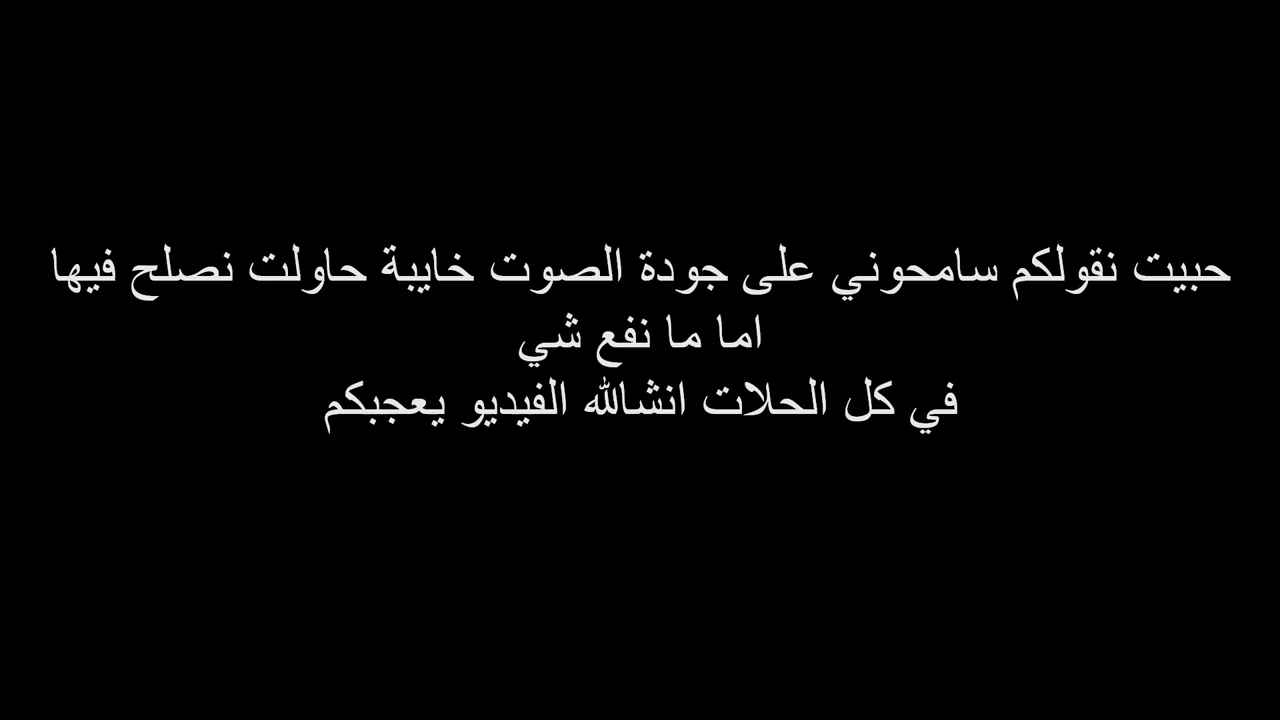 حبيت نقولكم سامحوني على جودة الصوت خايبة حاولت نصلح فيها
اما ما نفع شي
في كل الحلات انشالله الفيديو يعجبكم